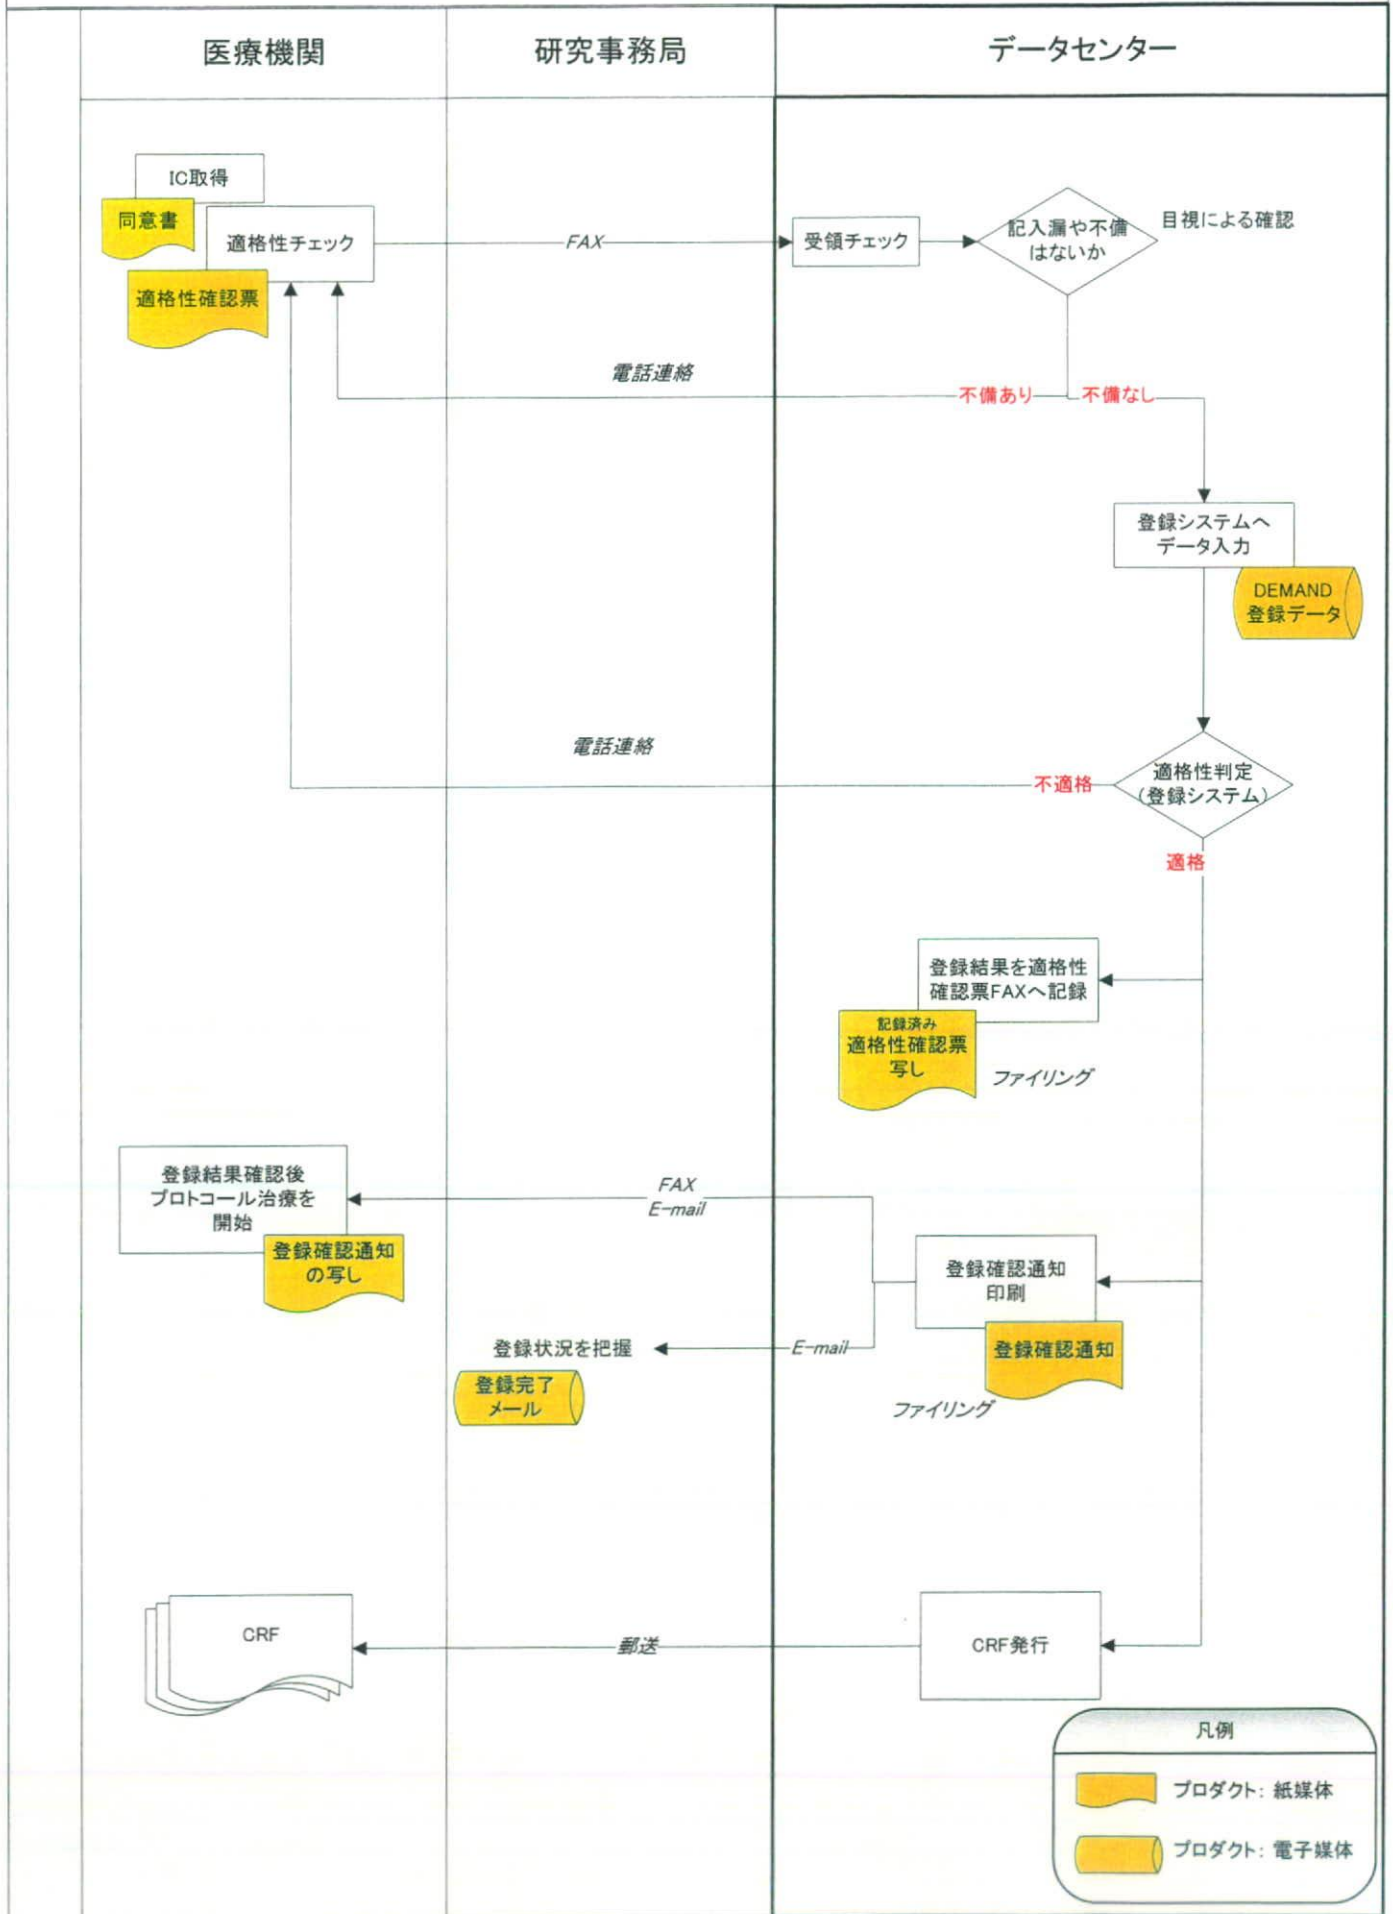 医療機関
研究事務局
データセンター
IC取得
同意書
適格性チェック
適格性確認票
FAX
受領チェック
記入漏や不備
はないか
目視による確認
電話連絡
不備あり
不備なし
登録システムへ
データ入力
DEMAND
登録データ
電話連絡
不適格
適格性判定
(登録システム)
適格
登録結果を適格性
確認票FAXへ記録
記録済み
適格性確認票
写し
ファイリング
登録結果確認後
プロトコール治療を
開始
登録確認通知
の写し
FAX
E-mail
登録確認通知
印刷
登録確認通知
ファイリング
E-mail
登録状況を把握
登録完了
メール
CRF
郵送
CRF発行
凡例
プロダクト: 紙媒体
プロダクト: 電子媒体